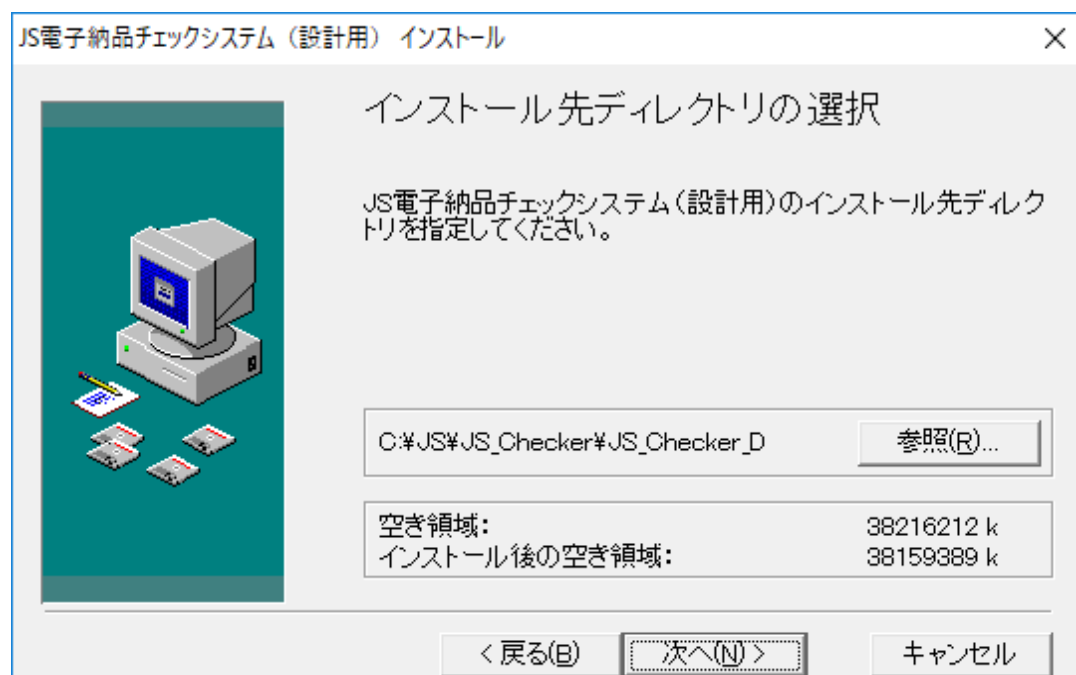 JS電子納品チェックシステム（設計用） インストール
インストール先ディレクトリの選択
JS電子納品チェックシステム(設計用)のインストール先ディレク
トリを指定してください。
C:¥JS¥JS_Checker¥JS_Checker_D
参照(R)...
空き領域: 38216212 k
インストール後の空き領域: 38159389 k
< 戻る(B)
次へ(N) >
キャンセル